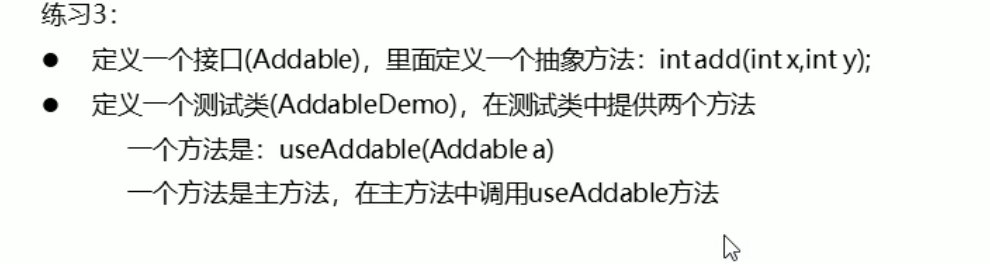 练习3：
● 定义一个接口(Addable)，里面定义一个抽象方法：int add(int x,int y);
● 定义一个测试类(AddableDemo)，在测试类中提供两个方法
一个方法是：useAddable(Addable a)
一个方法是主方法，在主方法中调用useAddable方法